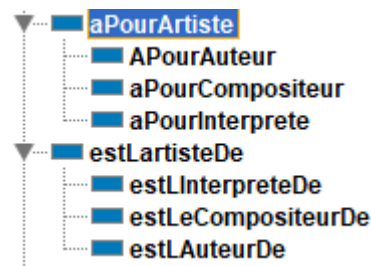 aPourArtiste
APourAuteur
aPourCompositeur
aPourInterprete
estLartisteDe
estLInterpreteDe
estLeCompositeurDe
estLAuteurDe